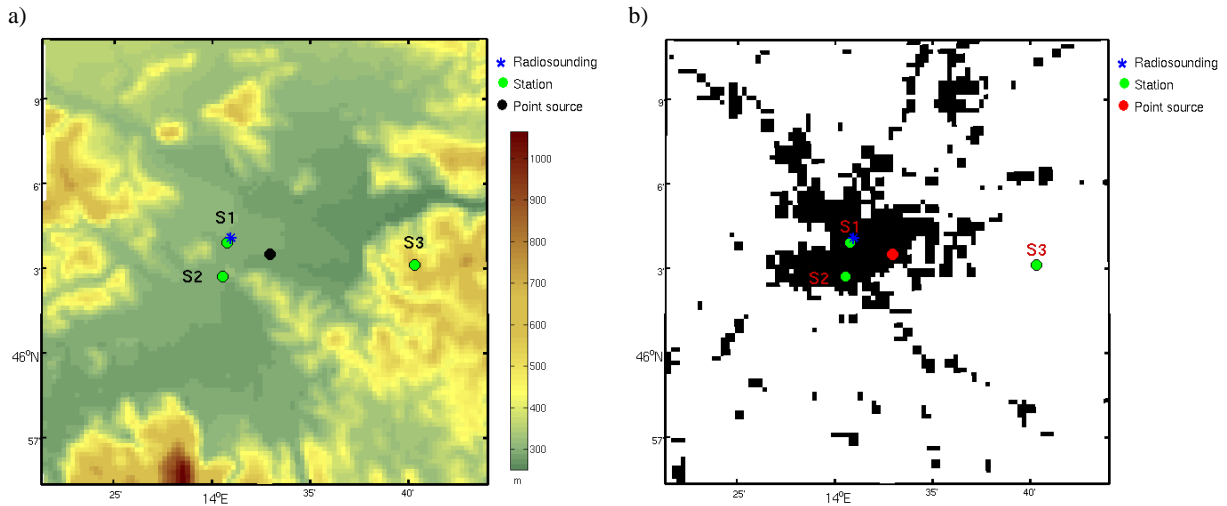 a)
Radiosounding
Station
Point source
9'
6'
S1
S2
S3
3'
46°N
57'
25'
14°E
35'
40'
1000
900
800
700
600
500
400
300
m
b)
Radiosounding
Station
Point source
9'
6'
S1
S2
S3
3'
46°N
57'
25'
14°E
35'
40'